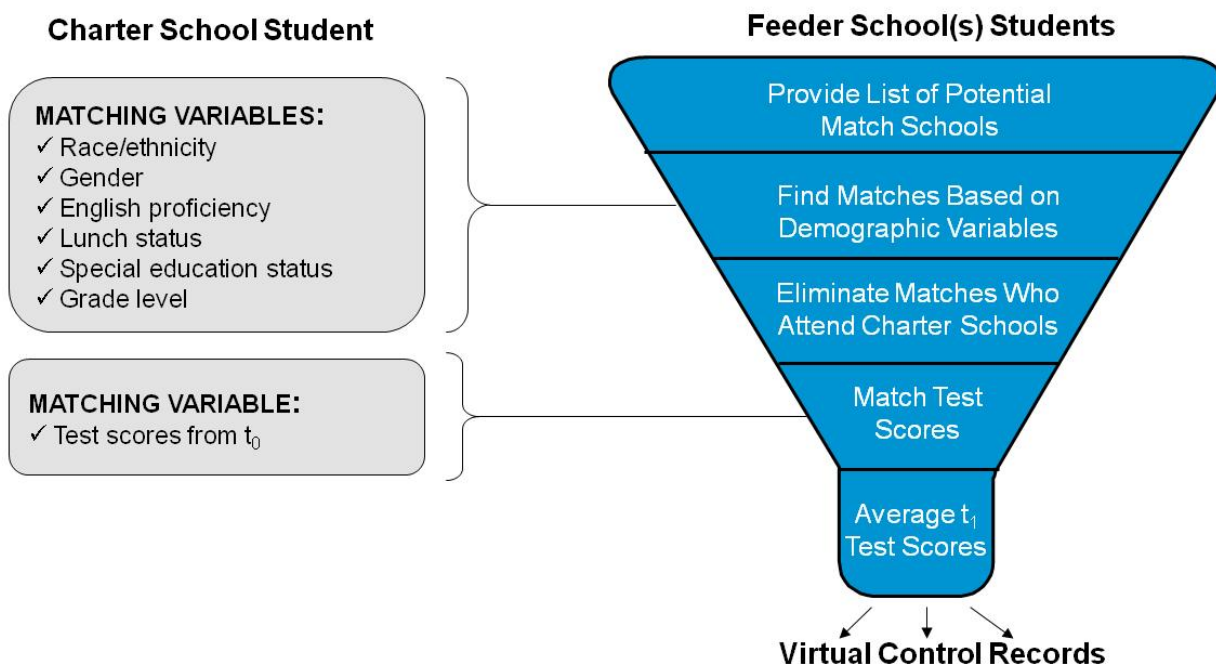 Charter School Student
MATCHING VARIABLES:
✓ Race/ethnicity
✓ Gender
✓ English proficiency
✓ Lunch status
✓ Special education status
✓ Grade level
MATCHING VARIABLE:
✓ Test scores from t₀
Feeder School(s) Students
Provide List of Potential
Match Schools
Find Matches Based on
Demographic Variables
Eliminate Matches Who
Attend Charter Schools
Match Test
Scores
Average t₁
Test Scores
Virtual Control Records